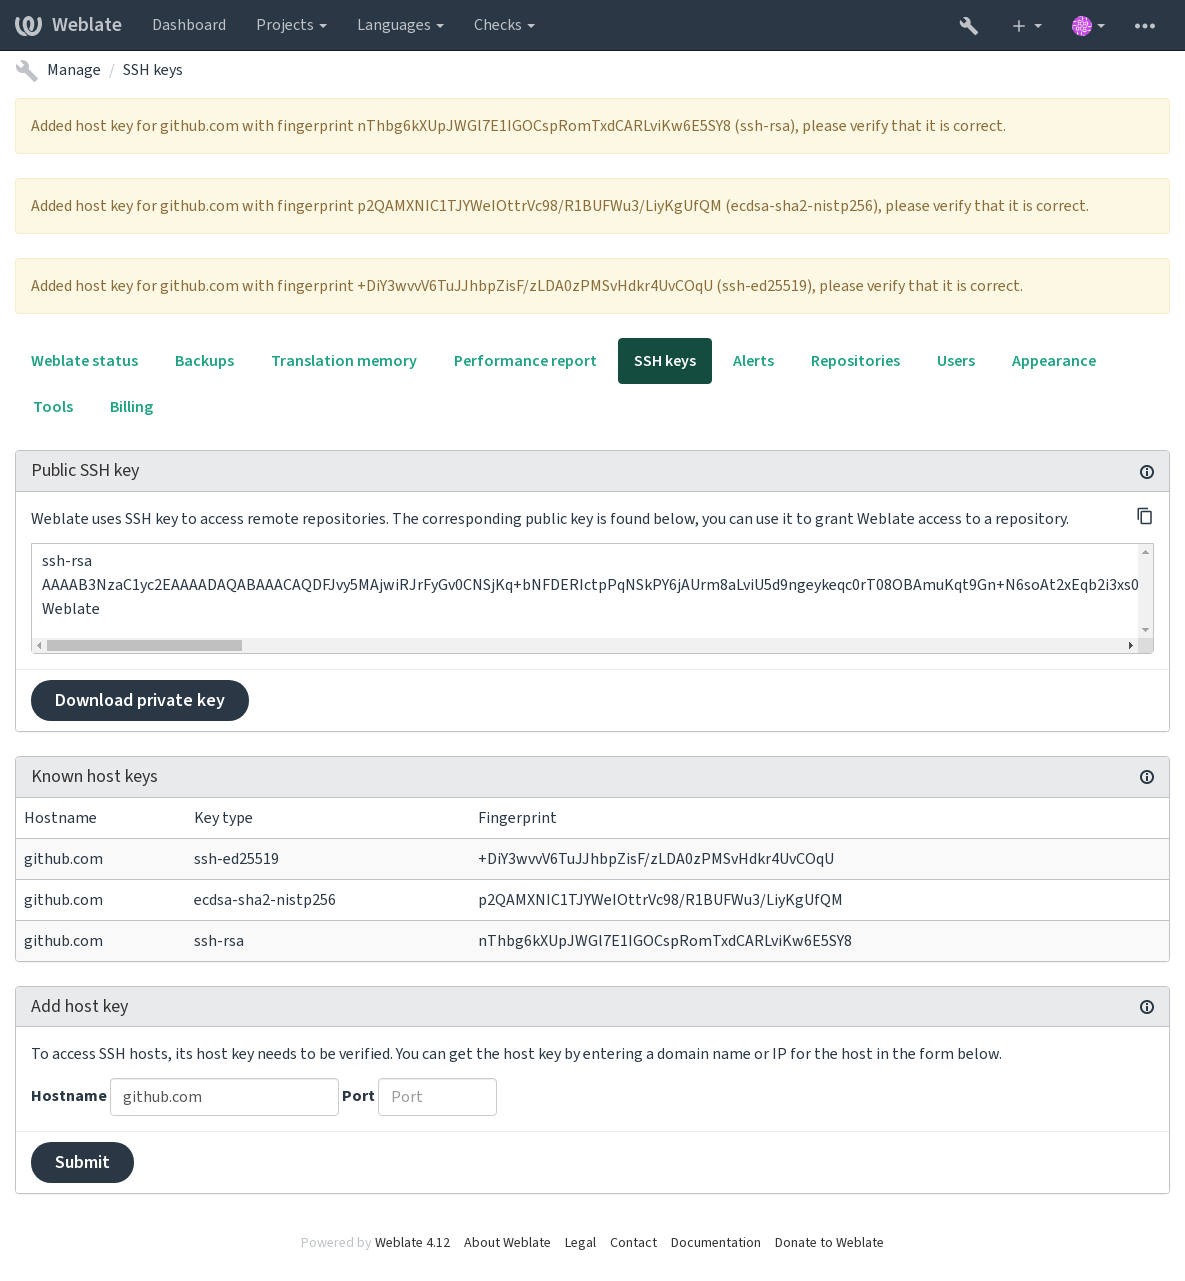 Weblate Dashboard Projects Languages Checks
Manage / SSH keys
Added host key for github.com with fingerprint nThbg6kXUpJWGl7E1IGOCspRomTxdCARLviKw6E5SY8 (ssh-rsa), please verify that it is correct.
Added host key for github.com with fingerprint p2QAMXNIC1TJYWeIOttrVc98/R1BUFWu3/LiyKgUfQM (ecdsa-sha2-nistp256), please verify that it is correct.
Added host key for github.com with fingerprint +DiY3wvvV6TuJJhbpZisF/zLDA0zPMSvHdkr4UvCOqU (ssh-ed25519), please verify that it is correct.
Weblate status Backups Translation memory Performance report SSH keys Alerts Repositories Users Appearance
Tools Billing
Public SSH key
Weblate uses SSH key to access remote repositories. The corresponding public key is found below, you can use it to grant Weblate access to a repository.
ssh-rsa
AAAAB3NzaC1yc2EAAAADAQABAAACAQDFJvy5MAjwiRJrFyGv0CNSjKq+bNFDERIctpPqNSkPY6jAUrm8aLviU5d9ngeykeqc0rT08OBAmuKqt9Gn+N6soAt2xEqb2i3xs0
Weblate
Download private key
Known host keys
Hostname Key type Fingerprint
github.com ssh-ed25519 +DiY3wvvV6TuJJhbpZisF/zLDA0zPMSvHdkr4UvCOqU
github.com ecdsa-sha2-nistp256 p2QAMXNIC1TJYWeIOttrVc98/R1BUFWu3/LiyKgUfQM
github.com ssh-rsa nThbg6kXUpJWGl7E1IGOCspRomTxdCARLviKw6E5SY8
Add host key
To access SSH hosts, its host key needs to be verified. You can get the host key by entering a domain name or IP for the host in the form below.
Hostname github.com Port Port
Submit
Powered by Weblate 4.12 About Weblate Legal Contact Documentation Donate to Weblate